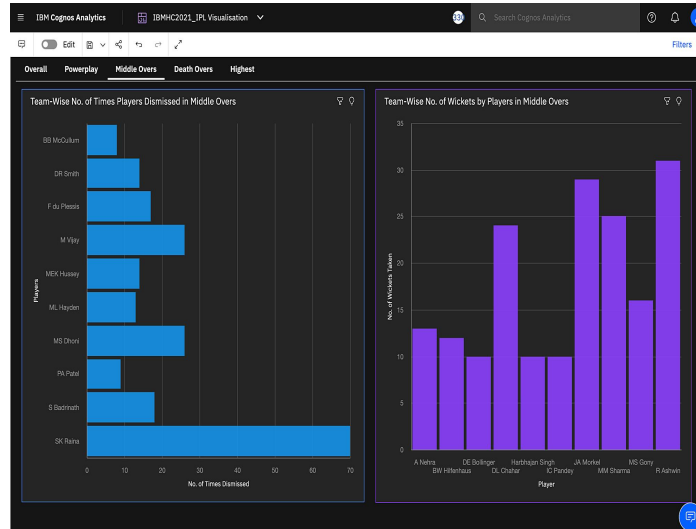 IBM Cognos Analytics
IBMHC2021_IPL Visualisation
Search Cognos Analytics
Edit
Filters
Overall Powerplay Middle Overs Death Overs Highest
Team-Wise No. of Times Players Dismissed in Middle Overs
Players
BB McCullum
DR Smith
F du Plessis
M Vijay
MEK Hussey
ML Hayden
MS Dhoni
PA Patel
S Badrinath
SK Raina
0 10 20 30 40 50 60 70
No. of Times Dismissed
Team-Wise No. of Wickets by Players in Middle Overs
No. of Wickets Taken
35
30
25
20
15
10
5
0
A Nehra DE Bollinger Harbhajan Singh JA Morkel MS Gony
BW Hilfenhaus DL Chahar IC Pandey MM Sharma R Ashwin
Player